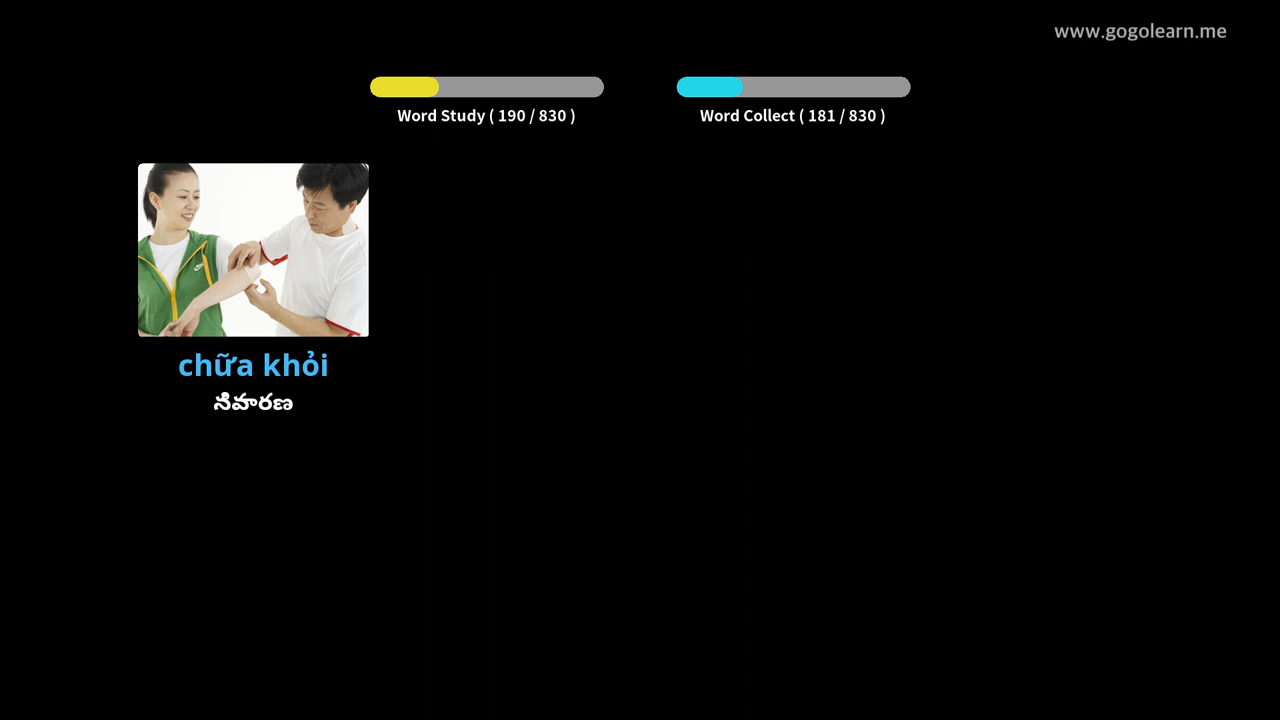 www.gogolearn.me
Word Study ( 190 / 830 )
Word Collect ( 181 / 830 )
chữa khỏi
నివారణ